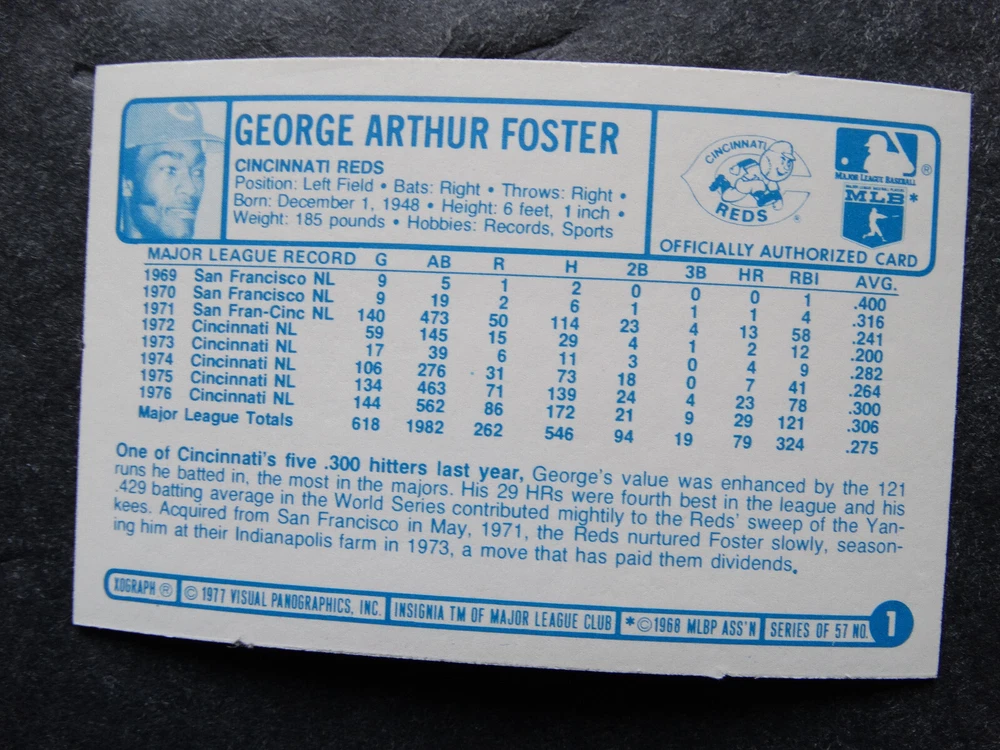 GEORGE ARTHUR FOSTER
CINCINNATI REDS
Position: Left Field • Bats: Right • Throws: Right •
Born: December 1, 1948 • Height: 6 feet, 1 inch •
Weight: 185 pounds • Hobbies: Records, Sports
CINCINNATI
REDS
®
MAJOR LEAGUE BASEBALL
®
MLB*
OFFICIALLY AUTHORIZED CARD
MAJOR LEAGUE RECORD G AB R H 2B 3B HR RBI AVG.
1969 San Francisco NL 9 5 1 2 0 0 0 1 .400
1970 San Francisco NL 9 19 2 6 1 1 1 4 .316
1971 San Fran-Cinc NL 140 473 50 114 23 4 13 58 .241
1972 Cincinnati NL 59 145 15 29 4 1 2 12 .200
1973 Cincinnati NL 17 39 6 11 3 0 4 9 .282
1974 Cincinnati NL 106 276 31 73 18 0 7 41 .264
1975 Cincinnati NL 134 463 71 139 24 4 23 78 .300
1976 Cincinnati NL 144 562 86 172 21 9 29 121 .306
Major League Totals 618 1982 262 546 94 19 79 324 .275
One of Cincinnati's five .300 hitters last year, George's value was enhanced by the 121
runs he batted in, the most in the majors. His 29 HRs were fourth best in the league and his
.429 batting average in the World Series contributed mightily to the Reds' sweep of the Yan-
kees. Acquired from San Francisco in May, 1971, the Reds nurtured Foster slowly, season-
ing him at their Indianapolis farm in 1973, a move that has paid them dividends.
XOGRAPH ® © 1977 VISUAL PANOGRAPHICS, INC. INSIGNIA TM OF MAJOR LEAGUE CLUB *©1968 MLBP ASS'N SERIES OF 57 NO. 1